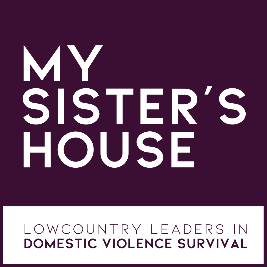 MY
SISTER'S
HOUSE
LOWCOUNTRY LEADERS IN
DOMESTIC VIOLENCE SURVIVAL